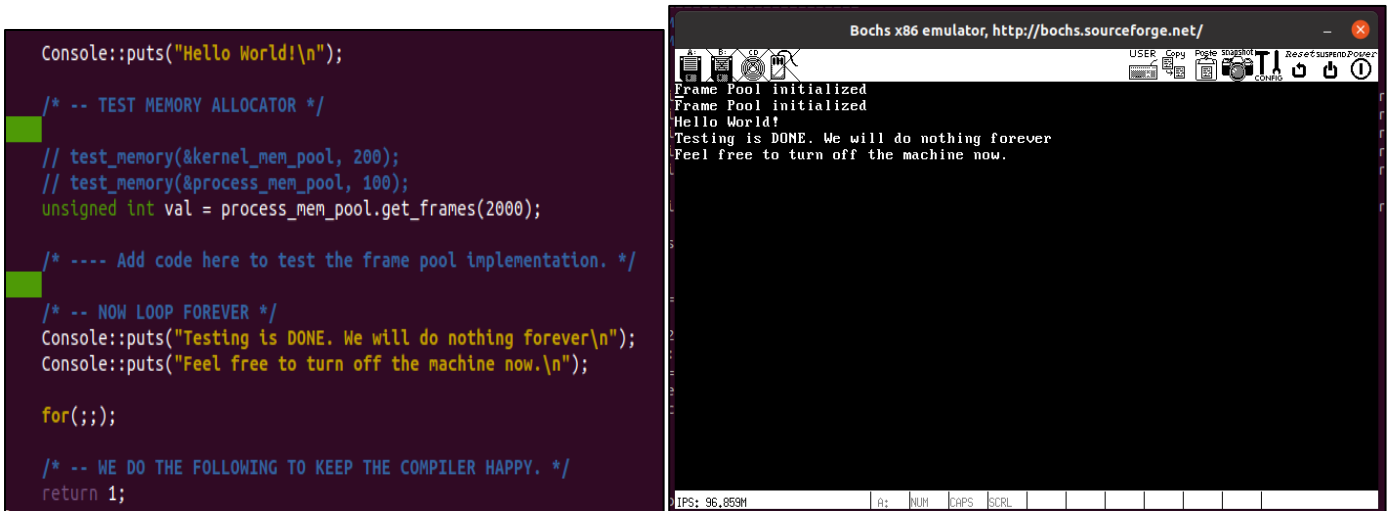 Console::puts("Hello World!\n");
/* -- TEST MEMORY ALLOCATOR */
// test_memory(&kernel_mem_pool, 200);
// test_memory(&process_mem_pool, 100);
unsigned int val = process_mem_pool.get_frames(2000);
/* ---- Add code here to test the frame pool implementation. */
/* -- NOW LOOP FOREVER */
Console::puts("Testing is DONE. We will do nothing forever\n");
Console::puts("Feel free to turn off the machine now.\n");
for(;;);
/* -- WE DO THE FOLLOWING TO KEEP THE COMPILER HAPPY. */
return 1;
Bochs x86 emulator, http://bochs.sourceforge.net/
A: B: CD USER Copy Paste snapshot CONFIG Reset SUSPEND Power
Frame Pool initialized
Frame Pool initialized
Hello World!
Testing is DONE. We will do nothing forever
Feel free to turn off the machine now.
IPS: 96.859M A: NUM CAPS SCRL